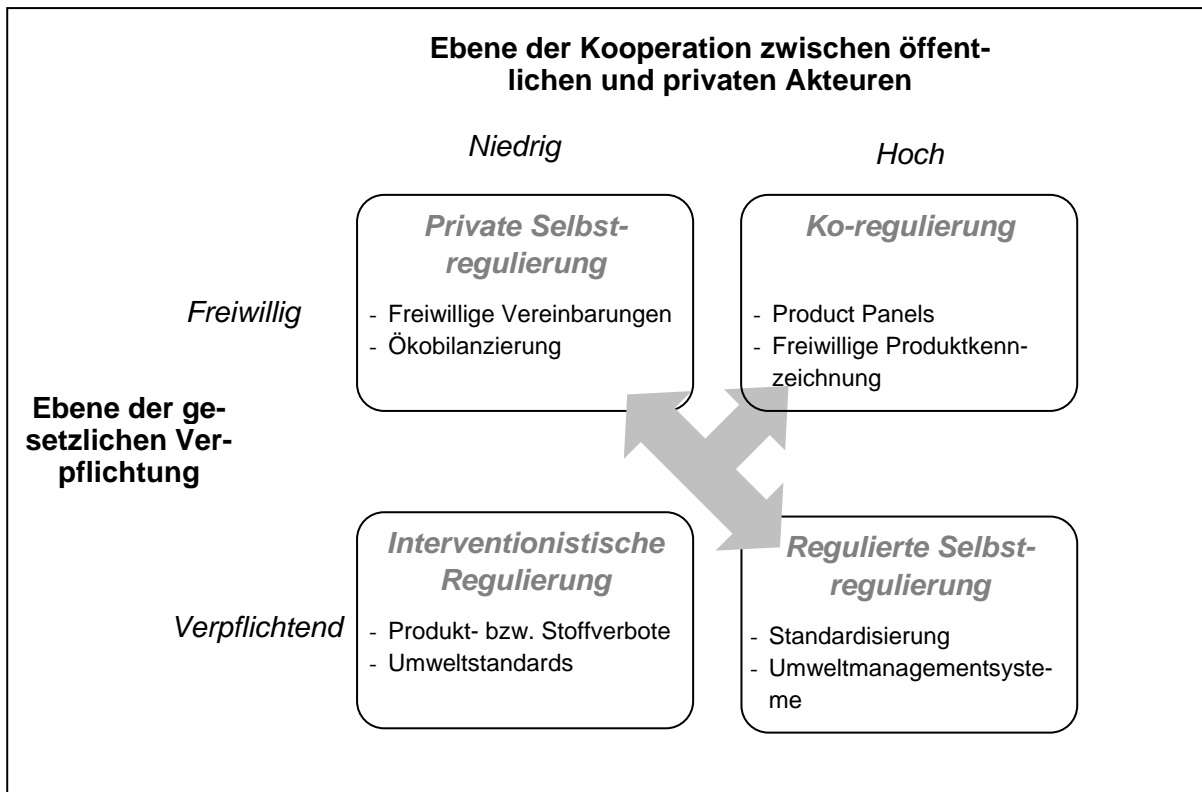 Ebene der Kooperation zwischen öffent-
lichen und privaten Akteuren
Niedrig
Hoch
Private Selbst-
regulierung
- Freiwillige Vereinbarungen
- Ökobilanzierung
Ko-regulierung
- Product Panels
- Freiwillige Produktkenn-
zeichnung
Freiwillig
Ebene der ge-
setzlichen Ver-
pflichtung
Verpflichtend
Interventionistische
Regulierung
- Produkt- bzw. Stoffverbote
- Umweltstandards
Regulierte Selbst-
regulierung
- Standardisierung
- Umweltmanagementsyste-
me